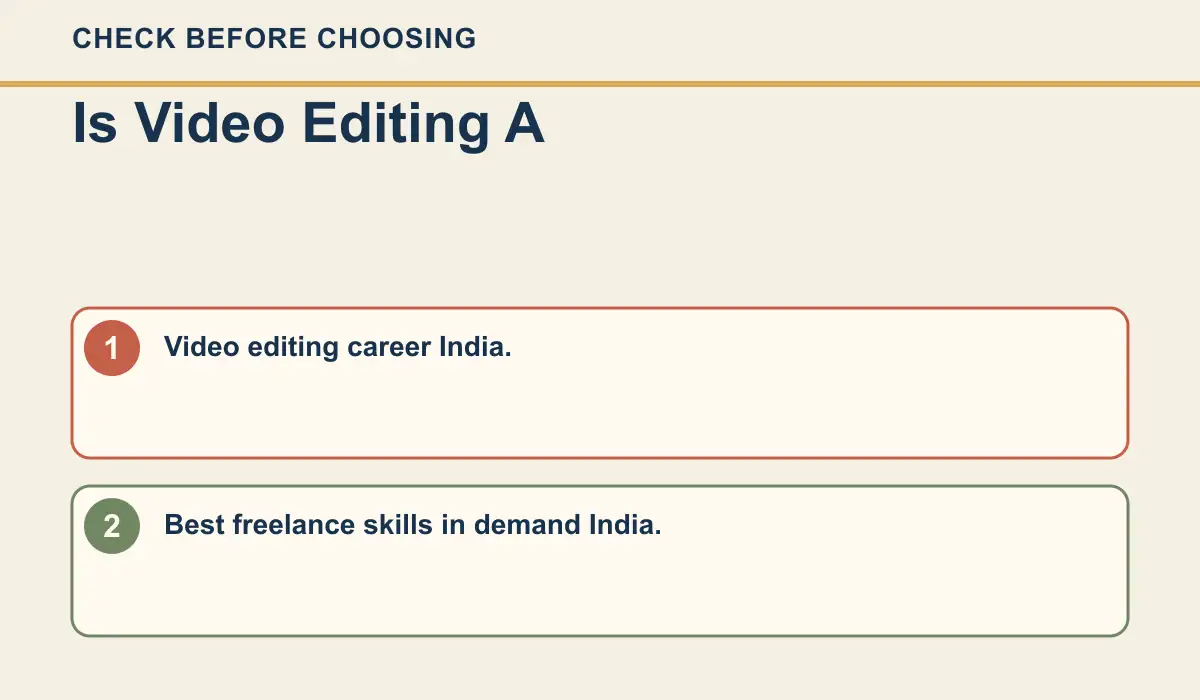 CHECK BEFORE CHOOSING
Is Video Editing A
1 Video editing career India.
2 Best freelance skills in demand India.